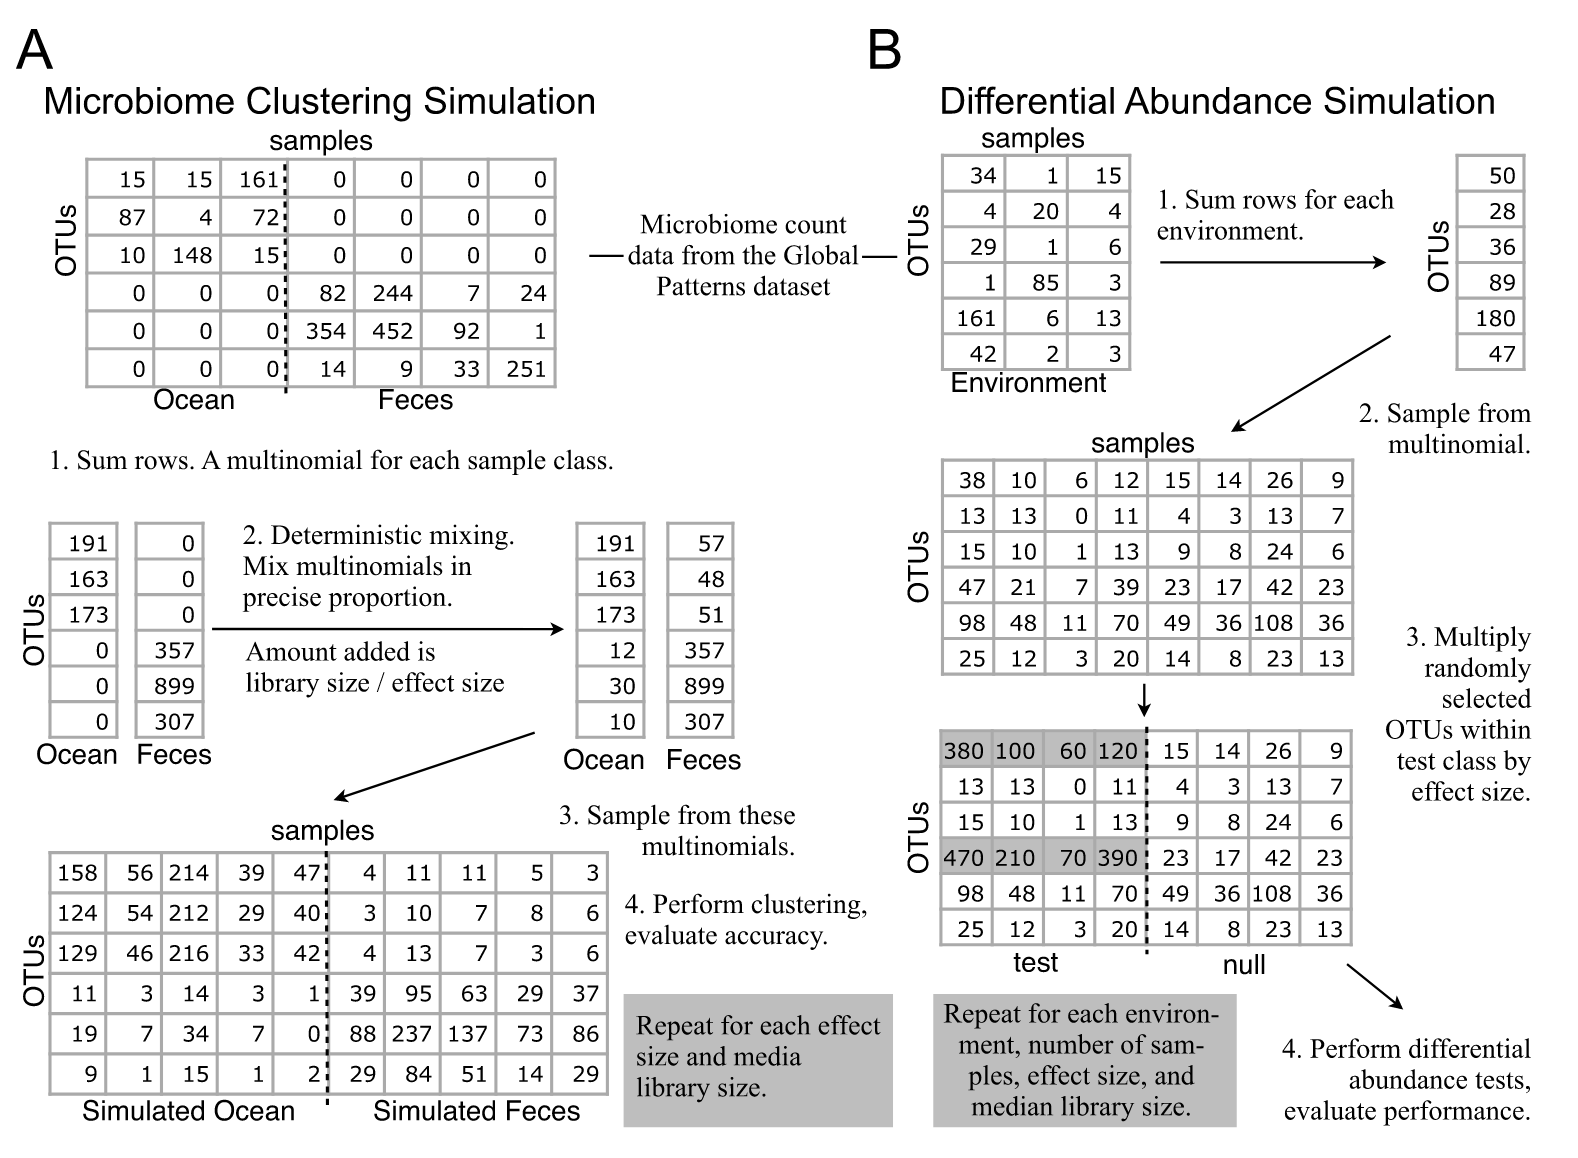 A
Microbiome Clustering Simulation
samples
OTUs
15 15 161 0 0 0 0
87 4 72 0 0 0 0
10 148 15 0 0 0 0
0 0 0 82 244 7 24
0 0 0 354 452 92 1
0 0 0 14 9 33 251
Ocean Feces
Microbiome count
data from the Global
Patterns dataset
1. Sum rows. A multinomial for each sample class.
OTUs
191 0
163 0
173 0
0 357
0 899
0 307
Ocean Feces
2. Deterministic mixing.
Mix multinomials in
precise proportion.
Amount added is
library size / effect size
191 57
163 48
173 51
12 357
30 899
10 307
Ocean Feces
3. Sample from these
multinomials.
samples
OTUs
158 56 214 39 47 4 11 11 5 3
124 54 212 29 40 3 10 7 8 6
129 46 216 33 42 4 13 7 3 6
11 3 14 3 1 39 95 63 29 37
19 7 34 7 0 88 237 137 73 86
9 1 15 1 2 29 84 51 14 29
Simulated Ocean Simulated Feces
4. Perform clustering,
evaluate accuracy.
Repeat for each effect
size and media
library size.
B
Differential Abundance Simulation
samples
OTUs
34 1 15
4 20 4
29 1 6
1 85 3
161 6 13
42 2 3
Environment
1. Sum rows for each
environment.
OTUs
50
28
36
89
180
47
2. Sample from
multinomial.
samples
OTUs
38 10 6 12 15 14 26 9
13 13 0 11 4 3 13 7
15 10 1 13 9 8 24 6
47 21 7 39 23 17 42 23
98 48 11 70 49 36 108 36
25 12 3 20 14 8 23 13
3. Multiply
randomly
selected
OTUs within
test class by
effect size.
OTUs
380 100 60 120 15 14 26 9
13 13 0 11 4 3 13 7
15 10 1 13 9 8 24 6
470 210 70 390 23 17 42 23
98 48 11 70 49 36 108 36
25 12 3 20 14 8 23 13
test null
Repeat for each environ-
ment, number of sam-
ples, effect size, and
median library size.
4. Perform differential
abundance tests,
evaluate performance.